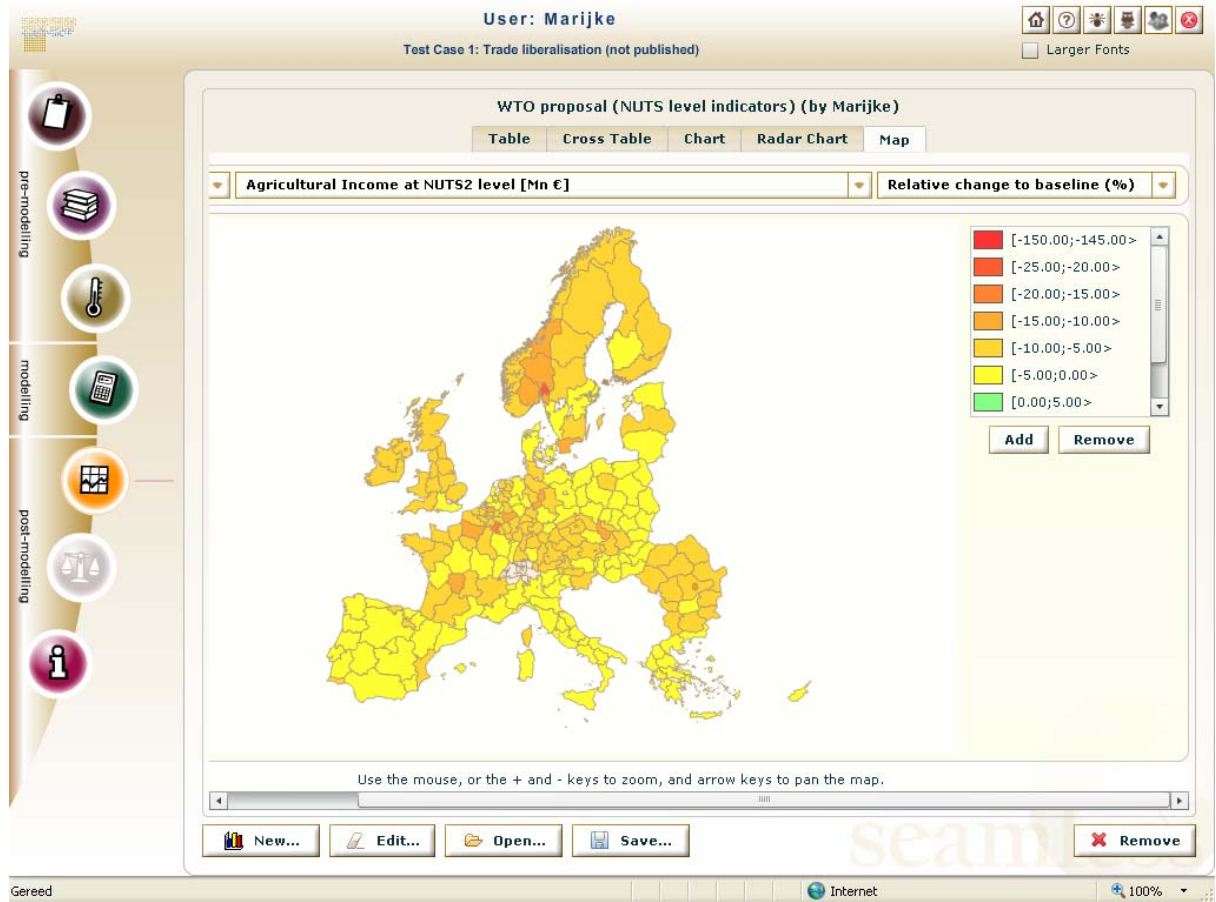 User: Marijke
Test Case 1: Trade liberalisation (not published)
Larger Fonts
pre-modelling
modelling
post-modelling
WTO proposal (NUTS level indicators) (by Marijke)
Table Cross Table Chart Radar Chart Map
Agricultural Income at NUTS2 level [Mn €] Relative change to baseline (%)
[-150.00;-145.00>
[-25.00;-20.00>
[-20.00;-15.00>
[-15.00;-10.00>
[-10.00;-5.00>
[-5.00;0.00>
[0.00;5.00>
Add Remove
Use the mouse, or the + and - keys to zoom, and arrow keys to pan the map.
New... Edit... Open... Save... Remove
seamless
Gereed Internet 100%